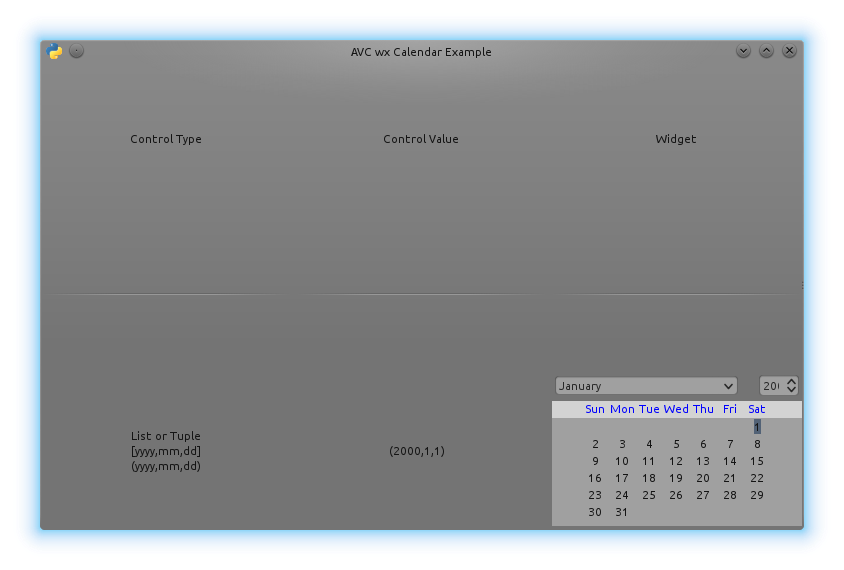 AVC wx Calendar Example
Control Type Control Value Widget
January
Sun Mon Tue Wed Thu Fri Sat
1
List or Tuple
[yyyy,mm,dd]
(yyyy,mm,dd)
(2000,1,1)
2 3 4 5 6 7 8
9 10 11 12 13 14 15
16 17 18 19 20 21 22
23 24 25 26 27 28 29
30 31